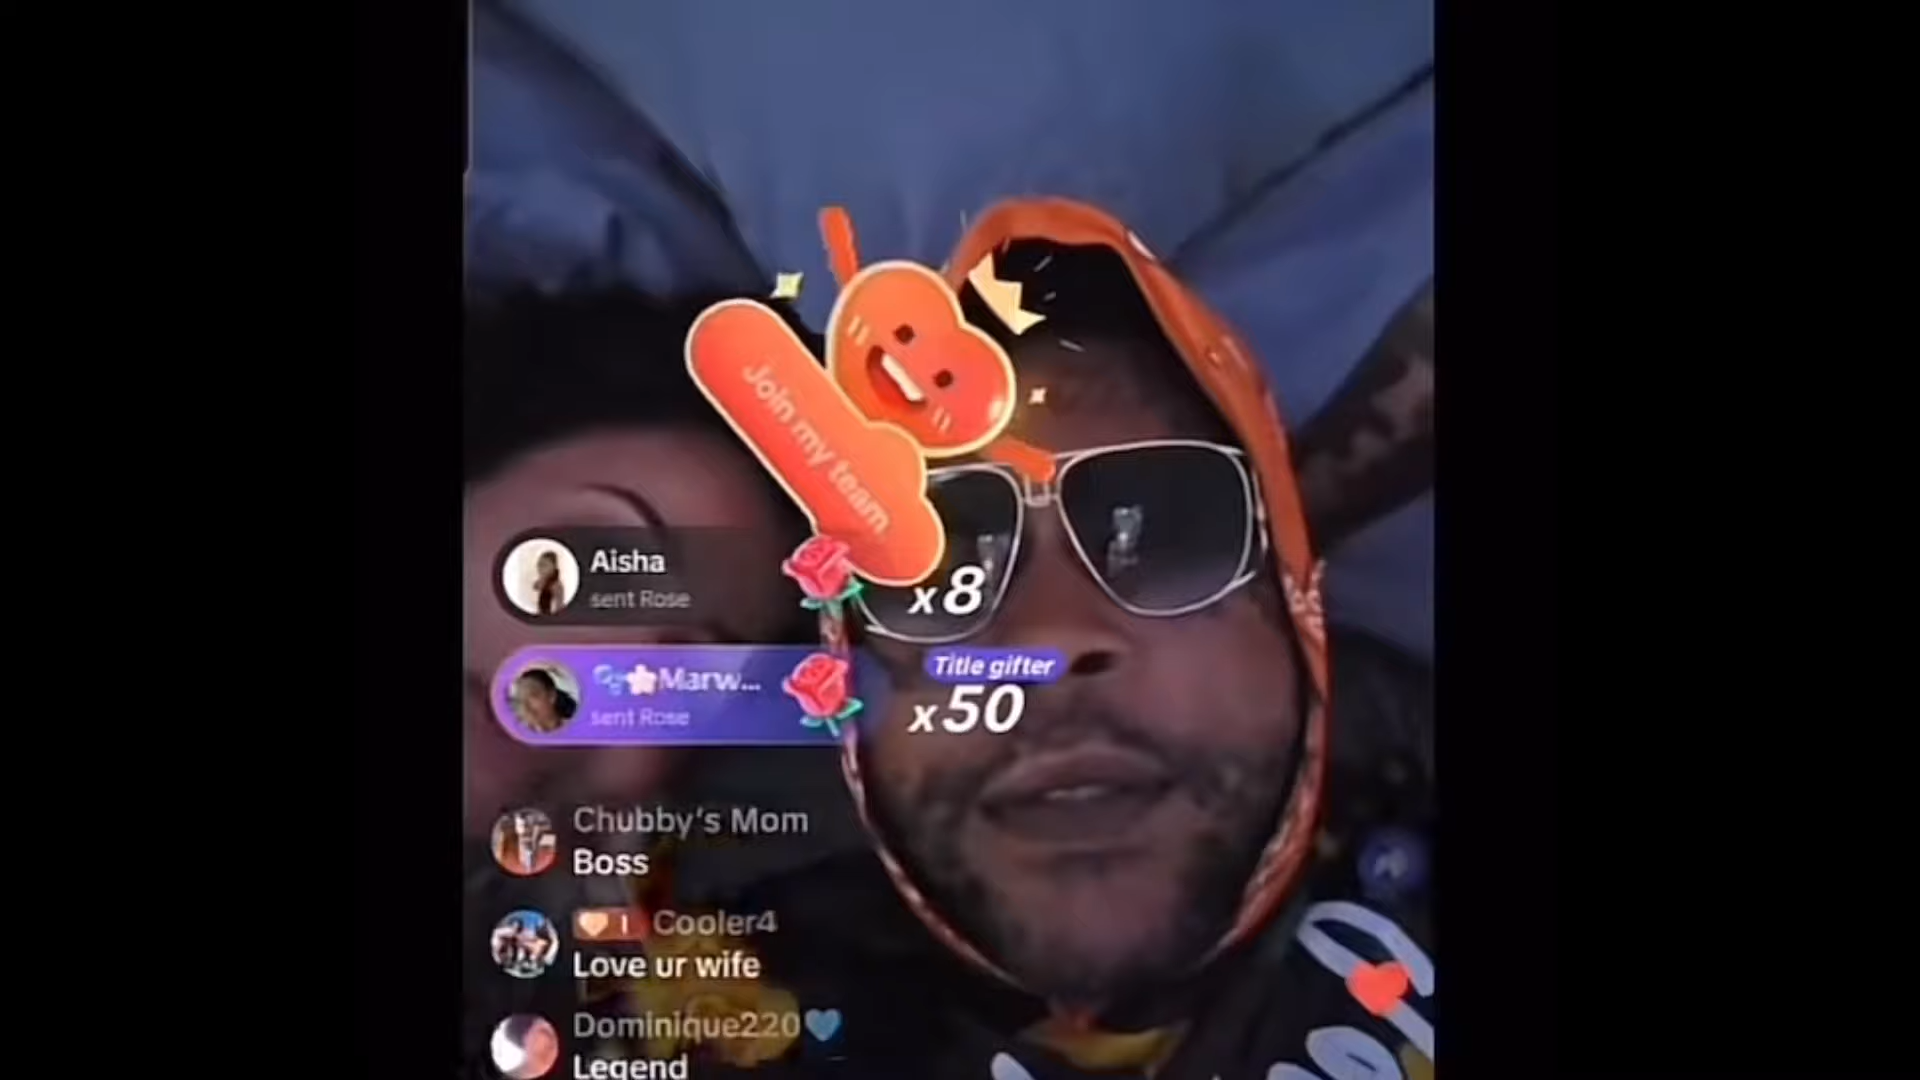 Join my team
Aisha
sent Rose
x8
Marw...
sent Rose
Title gifter
x50
Chubby's Mom
Boss
1 Cooler4
Love ur wife
Dominique220
Legend